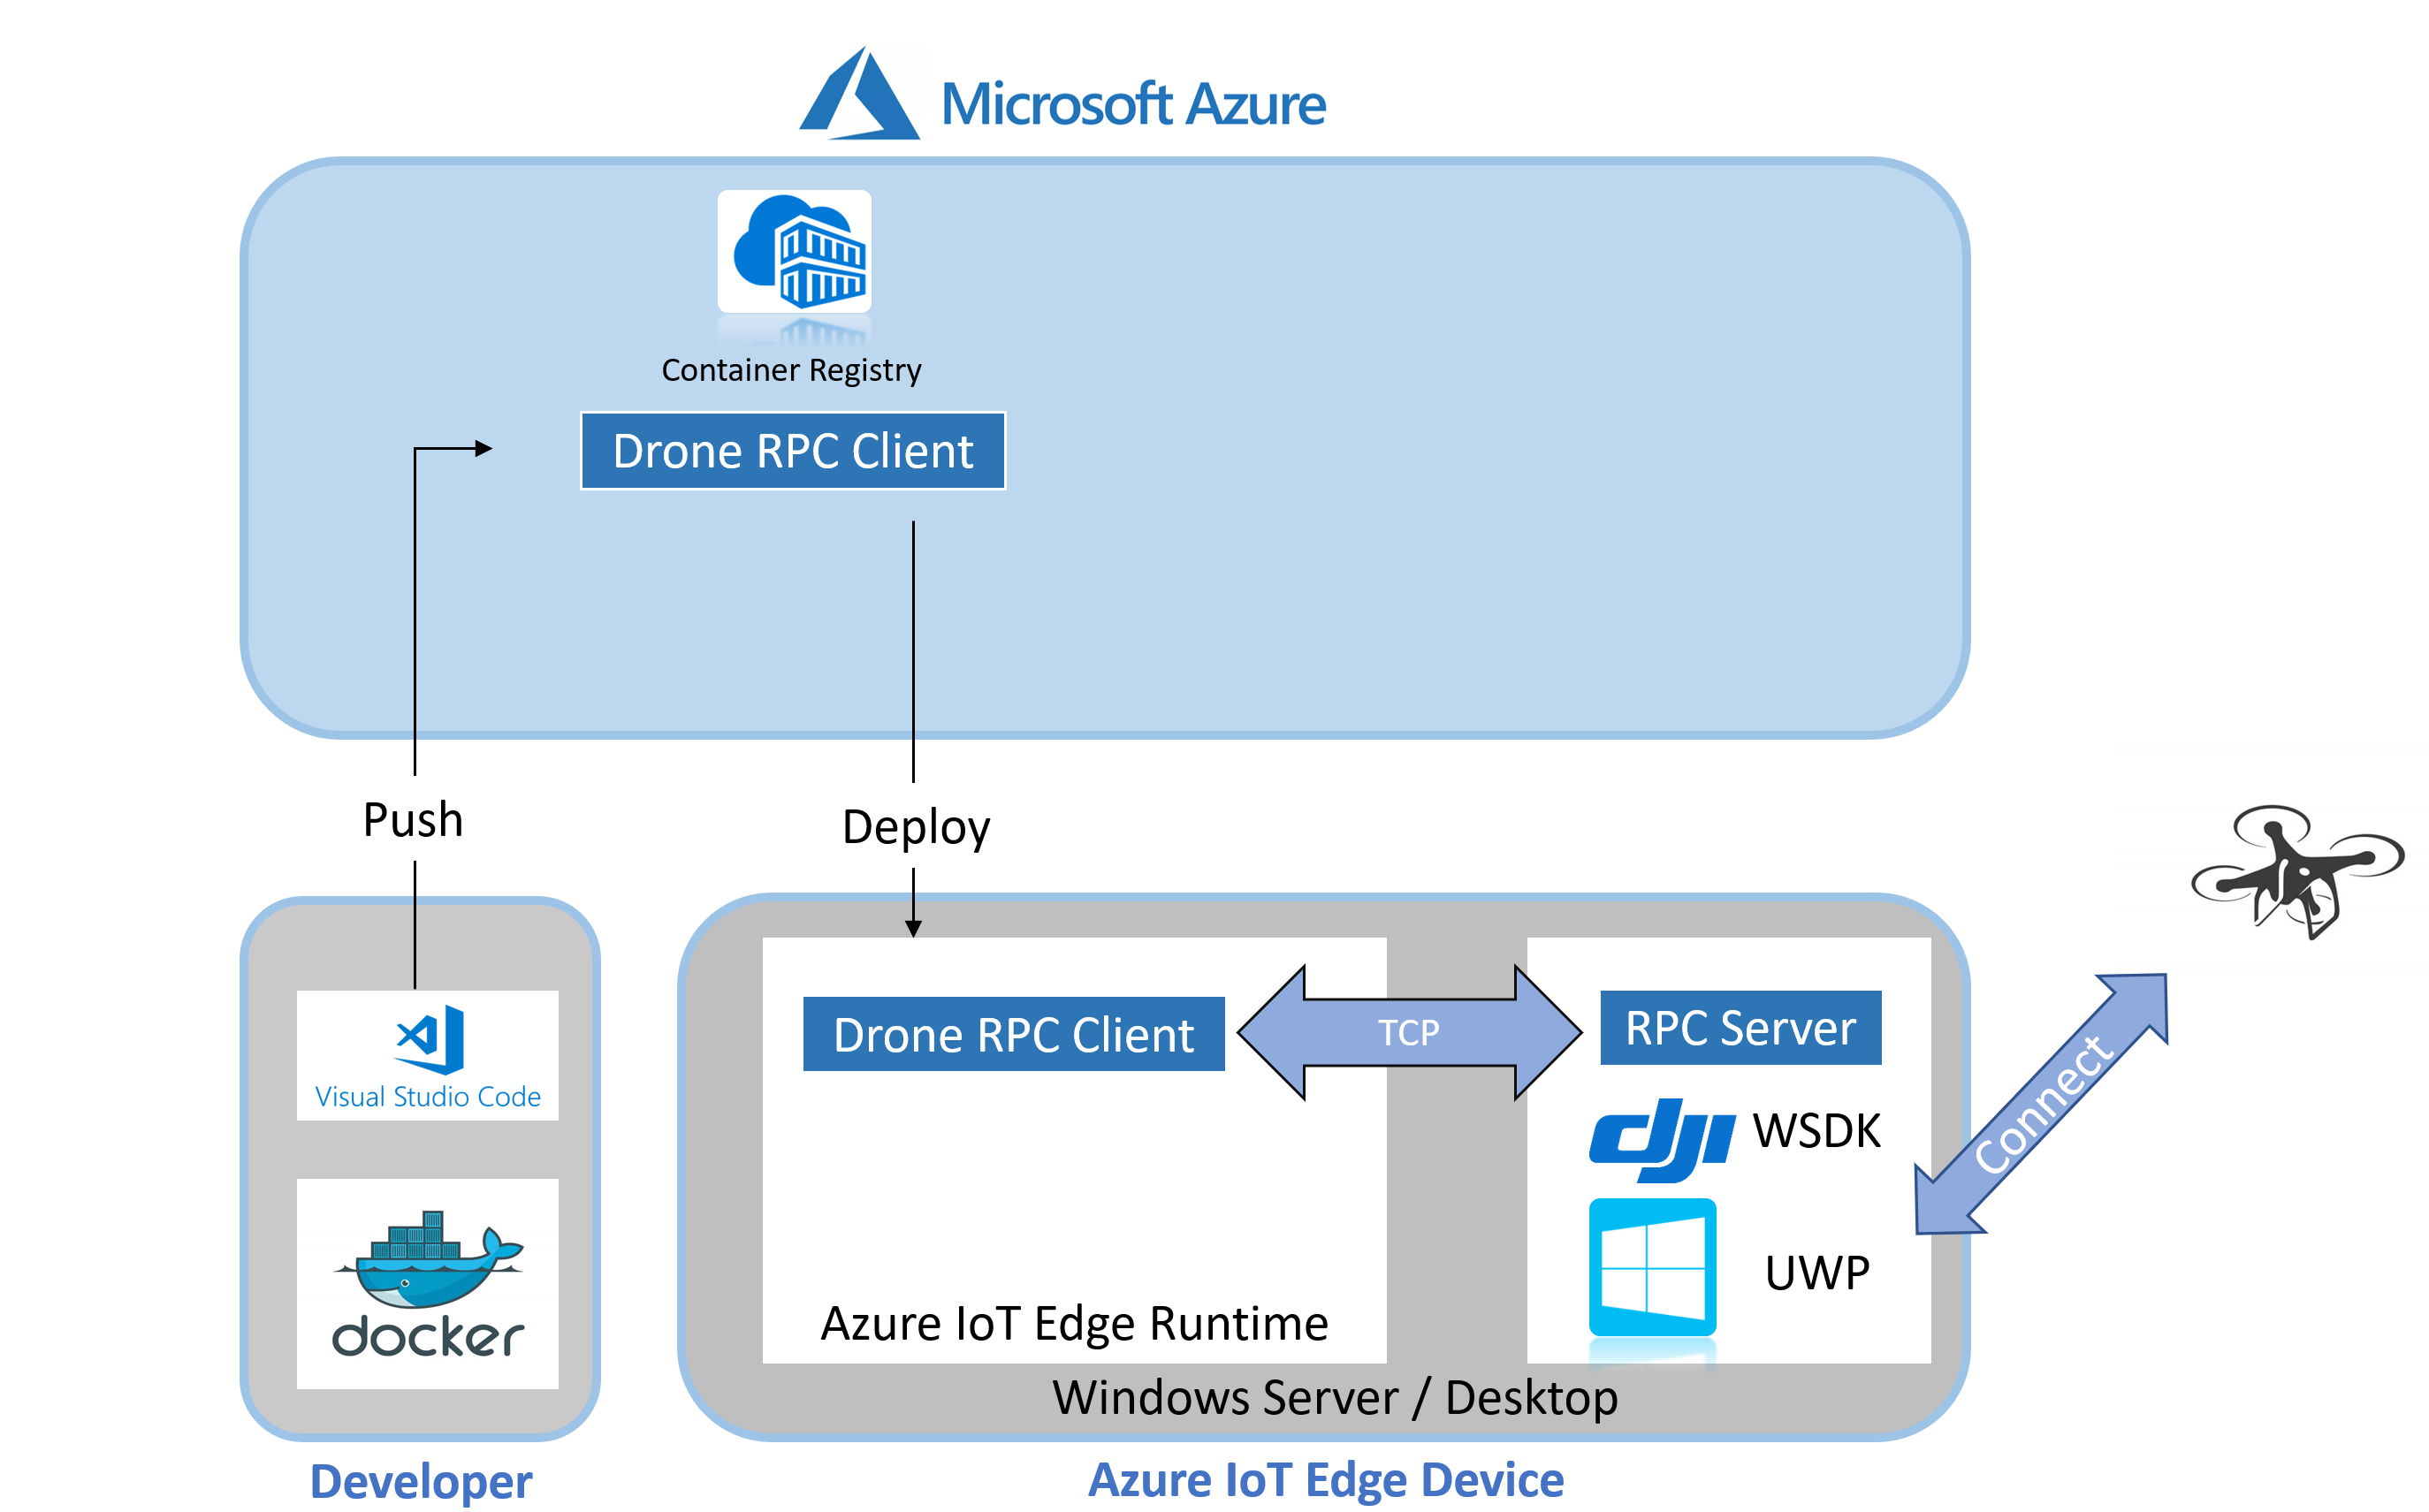 Microsoft Azure
Container Registry
Drone RPC Client
Push
Deploy
Visual Studio Code
docker
Developer
Drone RPC Client
TCP
RPC Server
dji WSDK
UWP
Connect
Azure IoT Edge Runtime
Windows Server / Desktop
Azure IoT Edge Device